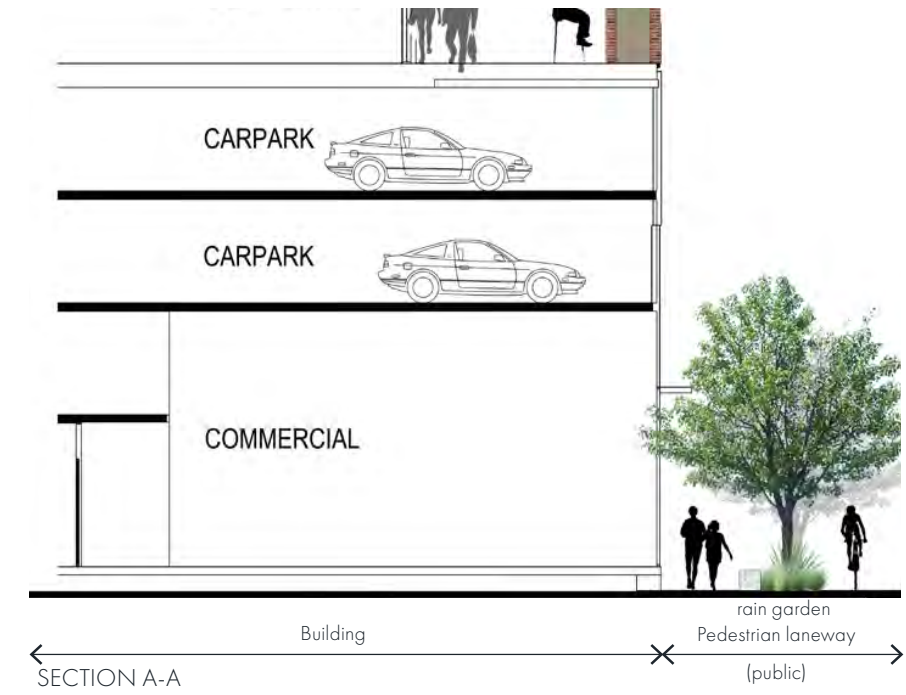 CARPARK
CARPARK
COMMERCIAL
rain garden
Building
Pedestrian laneway
(public)
SECTION A-A